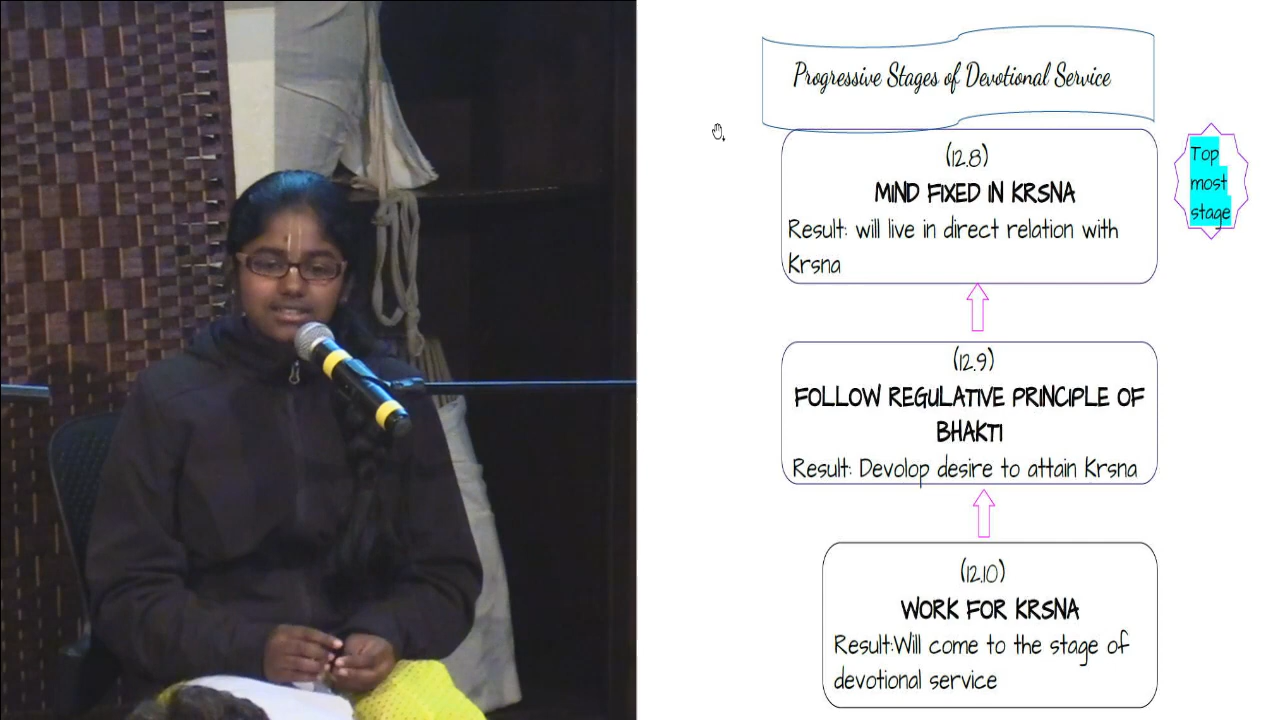 Progressive Stages of Devotional Service
(12.8)
MIND FIXED IN KRSNA
Result: will live in direct relation with
Krsna
Top
most
stage
(12.9)
FOLLOW REGULATIVE PRINCIPLE OF
BHAKTI
Result: Devolop desire to attain Krsna
(12.10)
WORK FOR KRSNA
Result:Will come to the stage of
devotional service